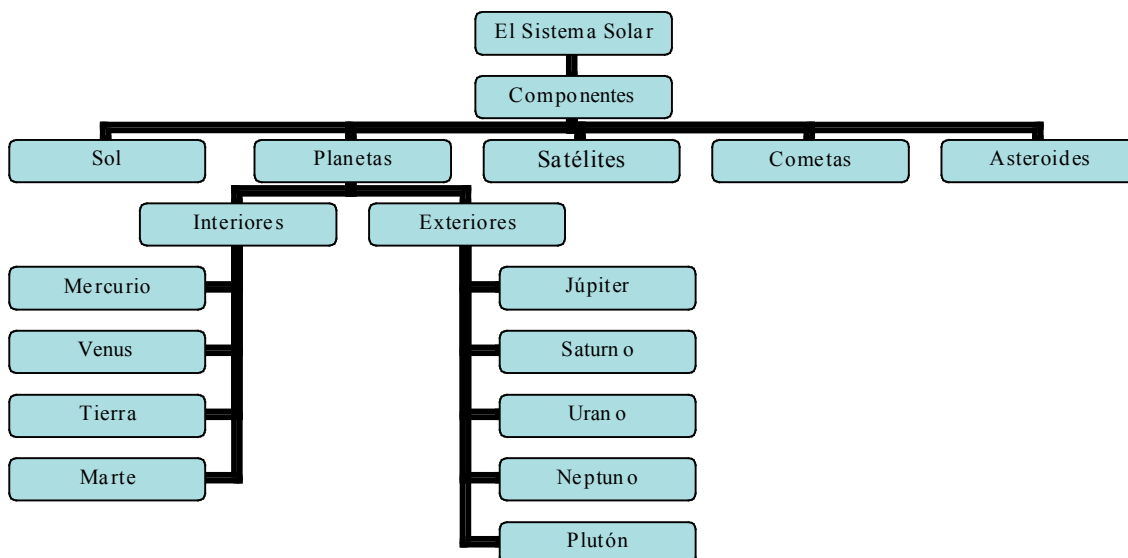 El Sistema Solar
Componentes
Sol
Planetas
Satélites
Cometas
Asteroides
Interiores
Exteriores
Mercurio
Venus
Tierra
Marte
Júpiter
Saturno
Urano
Neptuno
Plutón